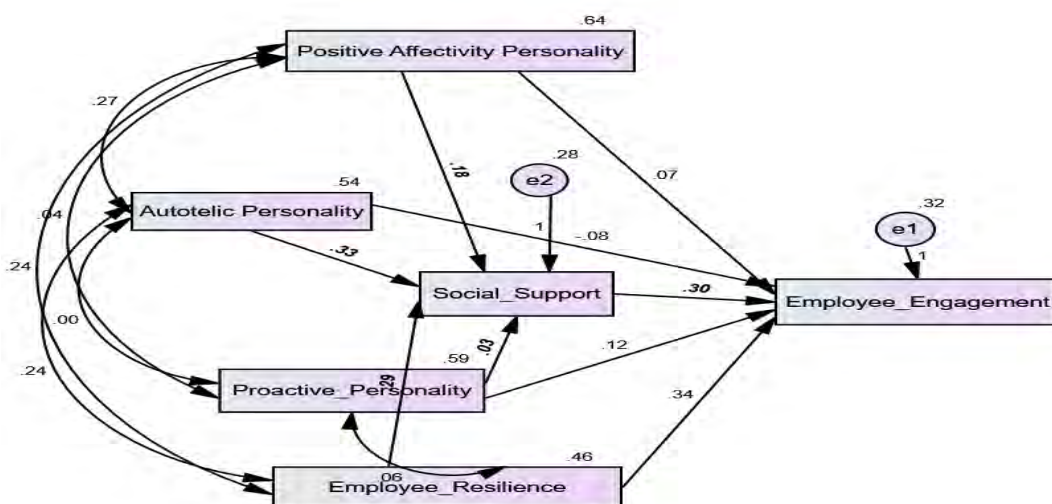 .64
Positive Affectivity Personality
.27
.18
.28
e2
.07
.54
.32
Autotelic Personality
e1
.04
1
-.08
1
.33
.24
Social_Support
.30
Employee_Engagement
.00
.59
.03
.12
.24
.29
Proactive_Personality
.34
.46
.06
Employee_Resilience